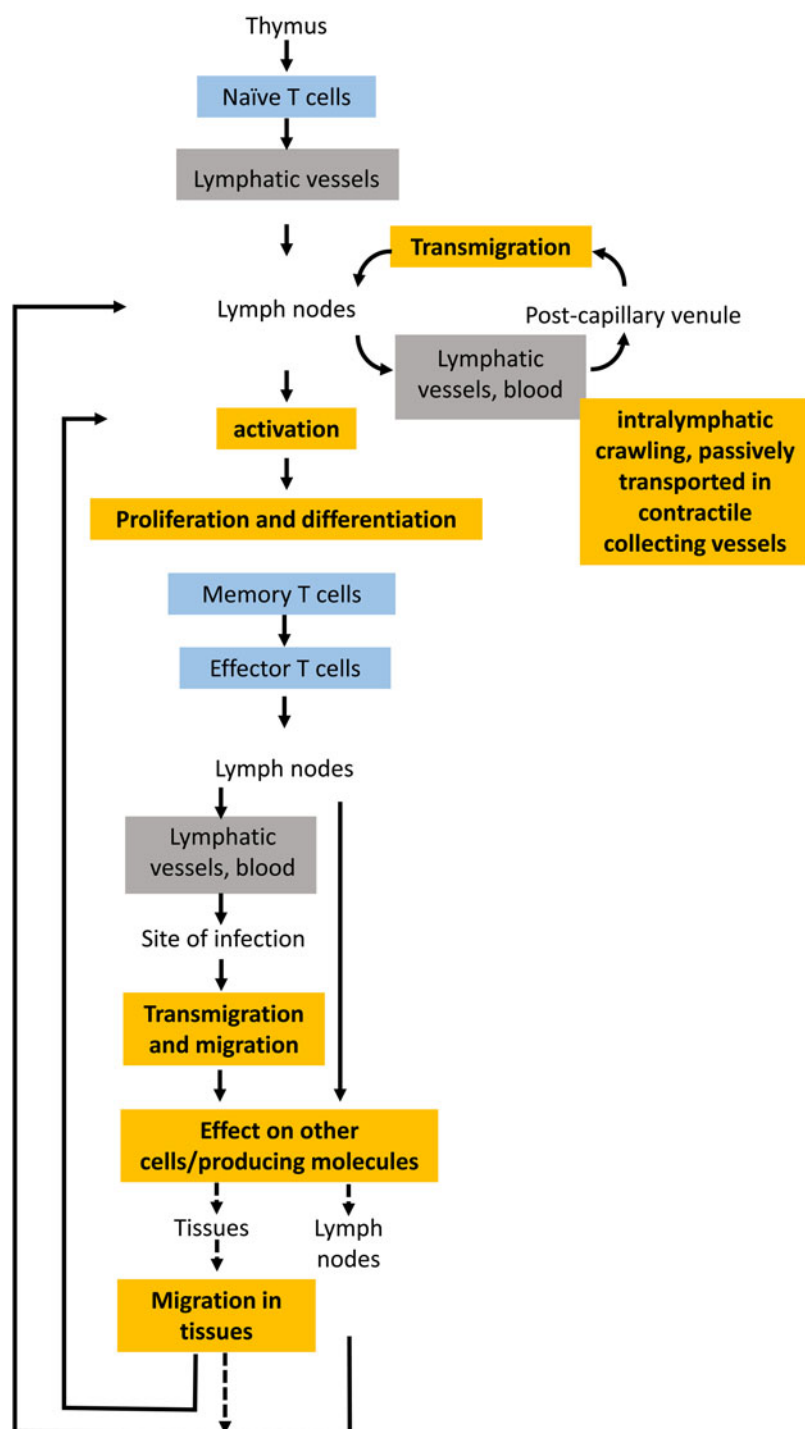 Thymus
Naïve T cells
Lymphatic vessels
Transmigration
Lymph nodes
Post-capillary venule
Lymphatic
vessels, blood
intralymphatic
crawling, passively
transported in
contractile
collecting vessels
activation
Proliferation and differentiation
Memory T cells
Effector T cells
Lymph nodes
Lymphatic
vessels, blood
Site of infection
Transmigration
and migration
Effect on other
cells/producing molecules
Tissues
Lymph
nodes
Migration in
tissues